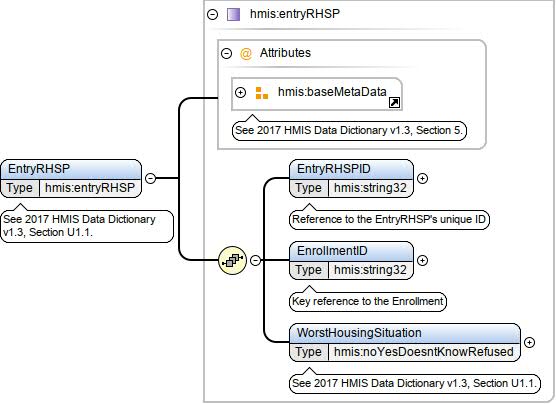 hmis:entryRHSP
@ Attributes
hmis:baseMetaData
See 2017 HMIS Data Dictionary v1.3, Section 5.
EntryRHSP
Type hmis:entryRHSP
See 2017 HMIS Data Dictionary
v1.3, Section U1.1.
EntryRHSPID
Type hmis:string32
Reference to the EntryRHSP's unique ID
EnrollmentID
Type hmis:string32
Key reference to the Enrollment
WorstHousingSituation
Type hmis:noYesDoesntKnowRefused
See 2017 HMIS Data Dictionary v1.3, Section U1.1.